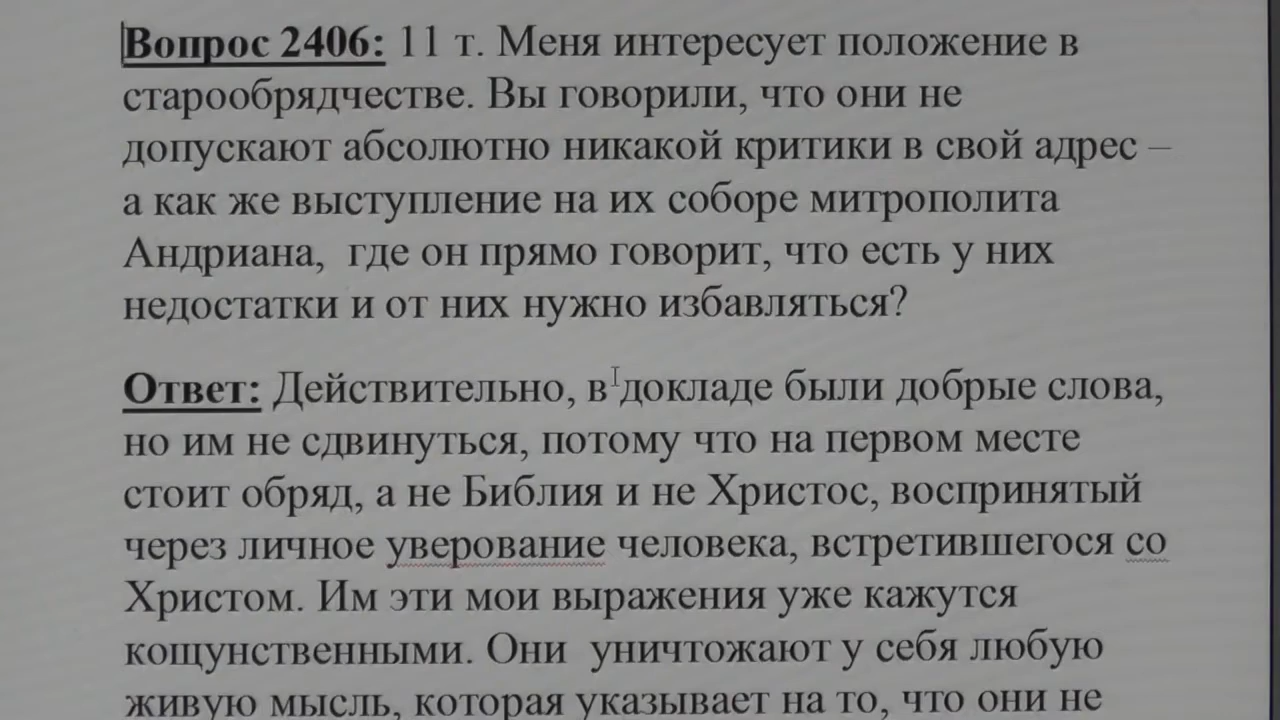 Вопрос 2406: 11 т. Меня интересует положение в
старообрядчестве. Вы говорили, что они не
допускают абсолютно никакой критики в свой адрес –
а как же выступление на их соборе митрополита
Андриана, где он прямо говорит, что есть у них
недостатки и от них нужно избавляться?
Ответ: Действительно, в докладе были добрые слова,
но им не сдвинуться, потому что на первом месте
стоит обряд, а не Библия и не Христос, воспринятый
через личное уверование человека, встретившегося со
Христом. Им эти мои выражения уже кажутся
кощунственными. Они уничтожают у себя любую
живую мысль, которая указывает на то, что они не